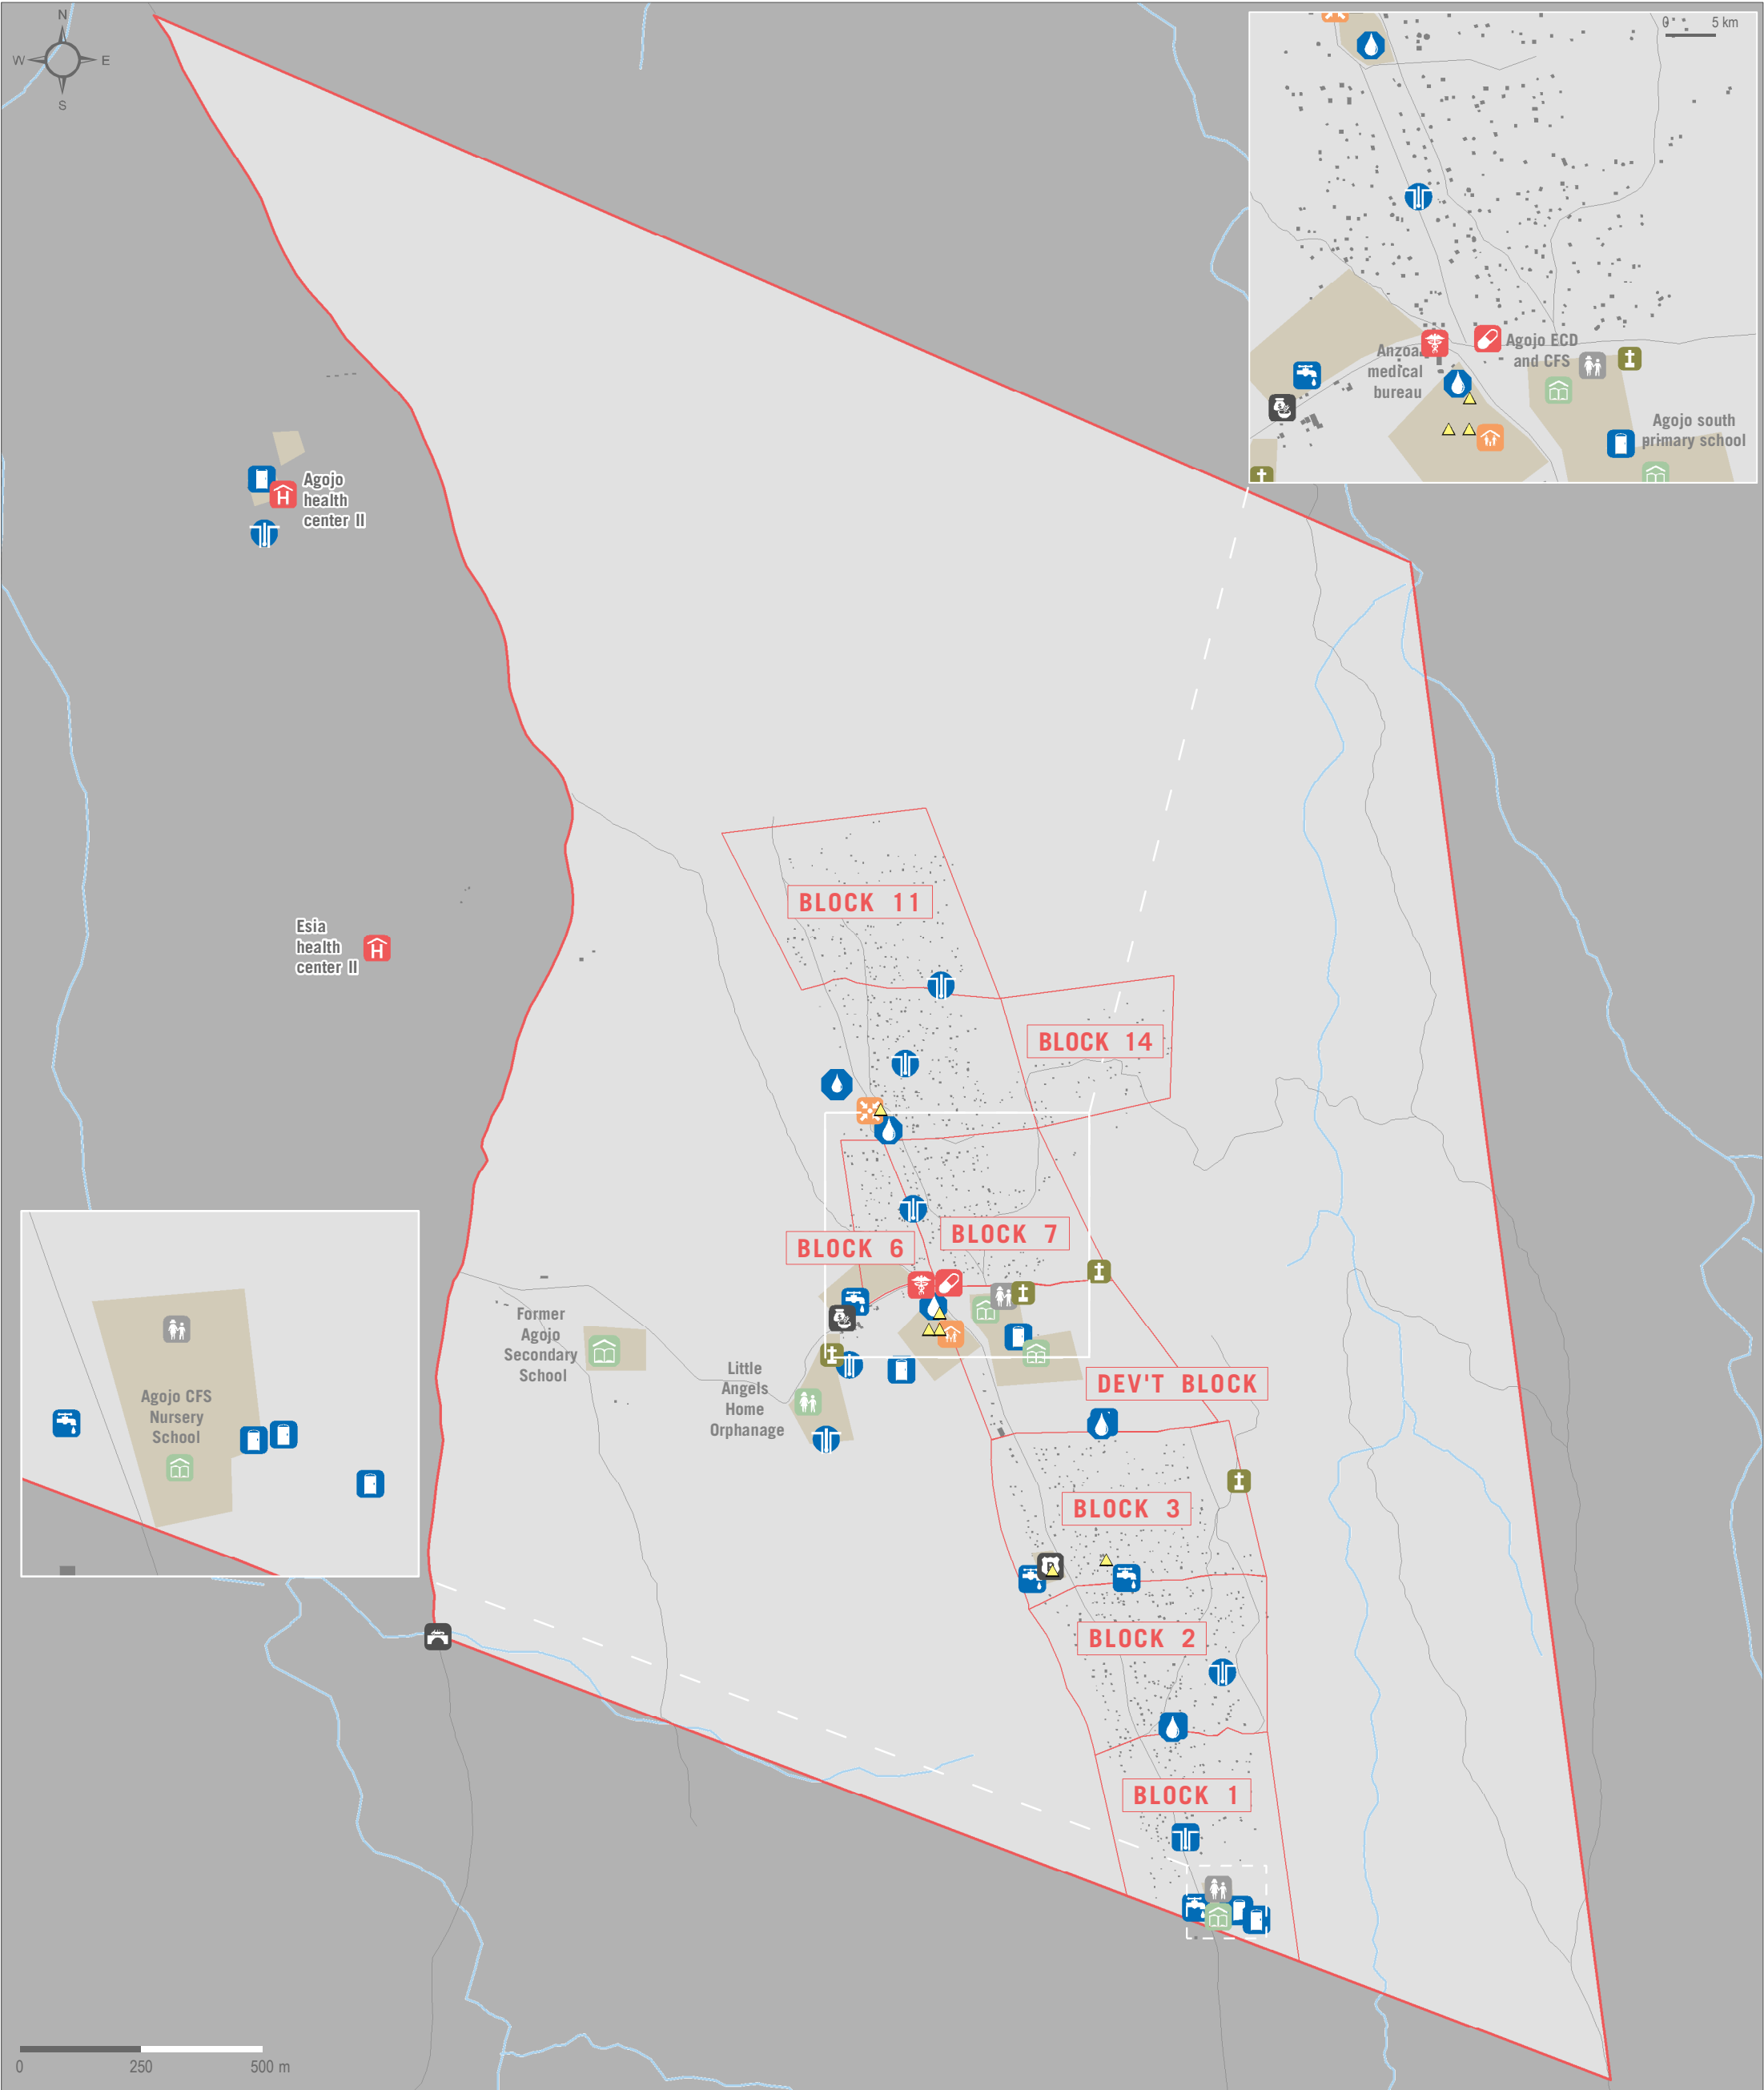 N
W
E
S
0
5 km
Anzoa
medical
bureau
Agojo ECD
and CFS
Agojo south
primary school
Agojo
health
center II
Esia
health
center II
BLOCK 11
BLOCK 14
BLOCK 7
BLOCK 6
Former
Agojo
Secondary
School
Little
Angels
Home
Orphanage
DEV'T BLOCK
BLOCK 3
BLOCK 2
BLOCK 1
Agojo CFS
Nursery
School
0
250
500 m